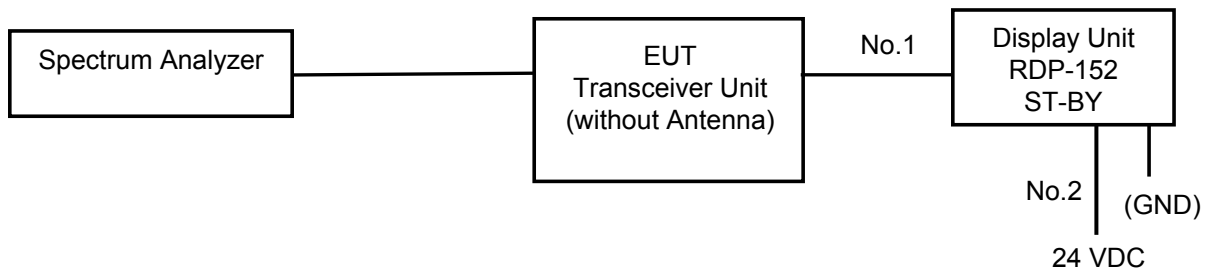 Spectrum Analyzer
EUT
Transceiver Unit
(without Antenna)
No.1
Display Unit
RDP-152
ST-BY
No.2
(GND)
24 VDC